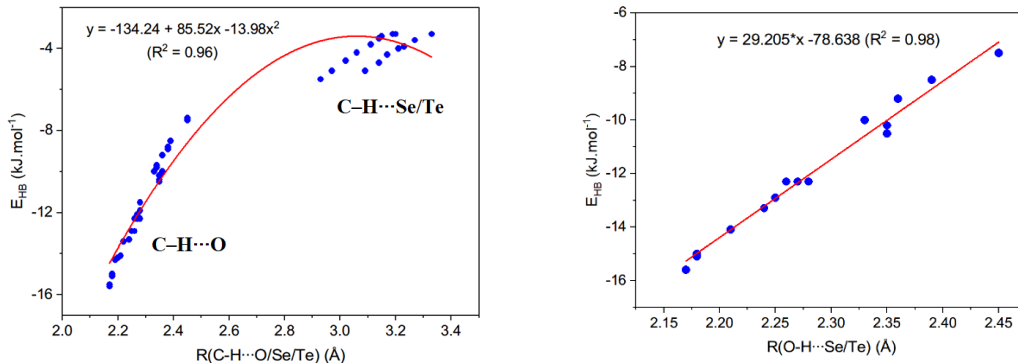 y = -134.24 + 85.52x -13.98x²
(R² = 0.96)
C–H···Se/Te
C–H···O
E_HB (kJ.mol⁻¹)
-4
-8
-12
-16
2.0 2.2 2.4 2.6 2.8 3.0 3.2 3.4
R(C-H···O/Se/Te) (Å)
y = 29.205*x -78.638 (R² = 0.98)
E_HB (kJ.mol⁻¹)
-6
-8
-10
-12
-14
-16
2.15 2.20 2.25 2.30 2.35 2.40 2.45
R(O-H···Se/Te) (Å)